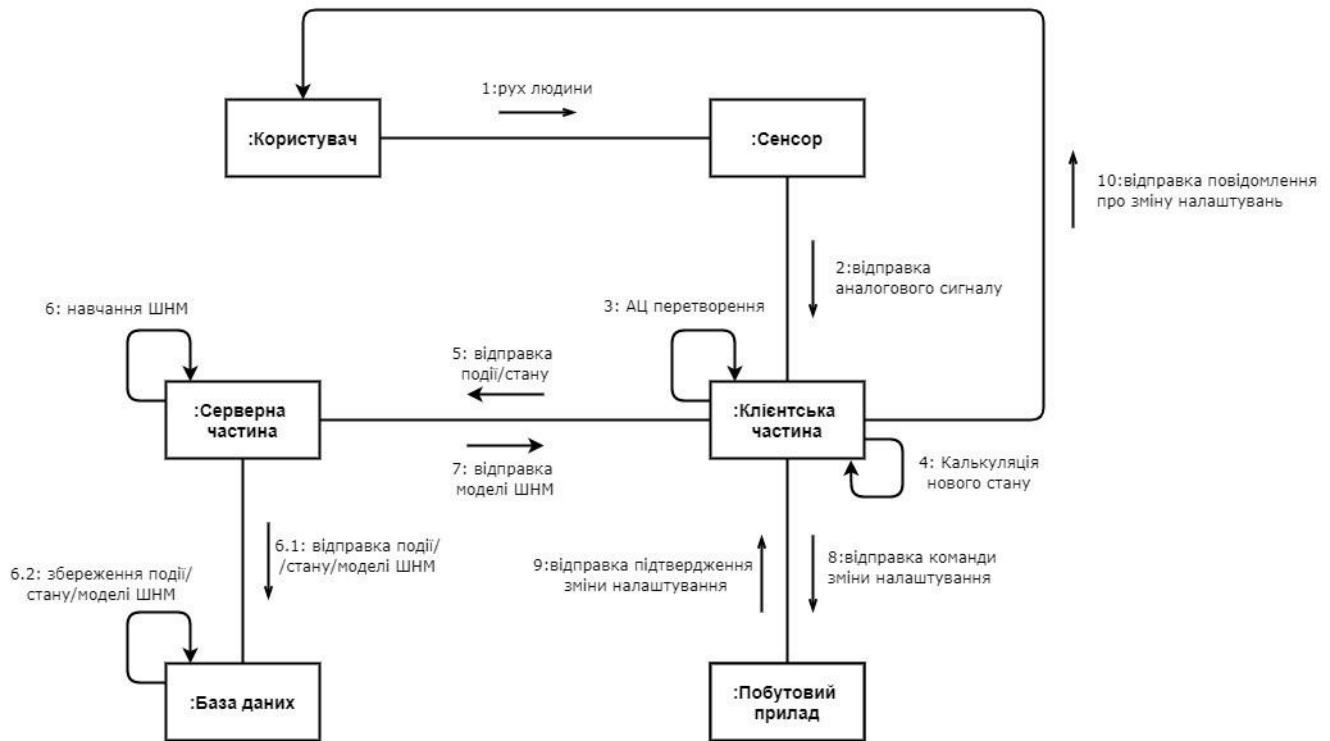 1:рух людини
:Користувач
:Сенсор
10:відправка повідомлення
про зміну налаштувань
2:відправка
аналогового сигналу
6: навчання ШНМ
3: АЦ перетворення
5: відправка
події/стану
:Серверна
частина
:Клієнтська
частина
7: відправка
моделі ШНМ
4: Калькуляція
нового стану
6.1: відправка події/
/стану/моделі ШНМ
6.2: збереження події/
стану/моделі ШНМ
9:відправка підтвердження
зміни налаштування
8:відправка команди
зміни налаштування
:База даних
:Побутовий
прилад